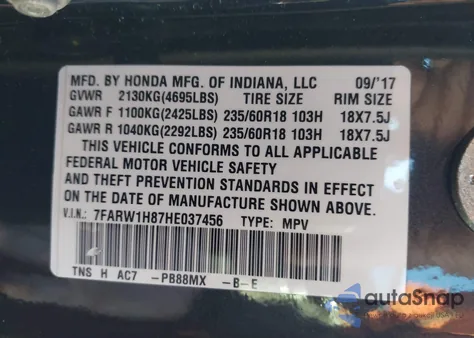 MFD. BY HONDA MFG. OF INDIANA, LLC 09/'17
GVWR 2130KG(4695LBS) TIRE SIZE RIM SIZE
GAWR F 1100KG(2425LBS) 235/60R18 103H 18X7.5J
GAWR R 1040KG(2292LBS) 235/60R18 103H 18X7.5J
THIS VEHICLE CONFORMS TO ALL APPLICABLE
FEDERAL MOTOR VEHICLE SAFETY
AND THEFT PREVENTION STANDARDS IN EFFECT
ON THE DATE OF MANUFACTURE SHOWN ABOVE.
V.I.N.: 7FARW1H87HE037456 TYPE: MPV
TNS H AC7 -PB88MX -B-E
autoSnap